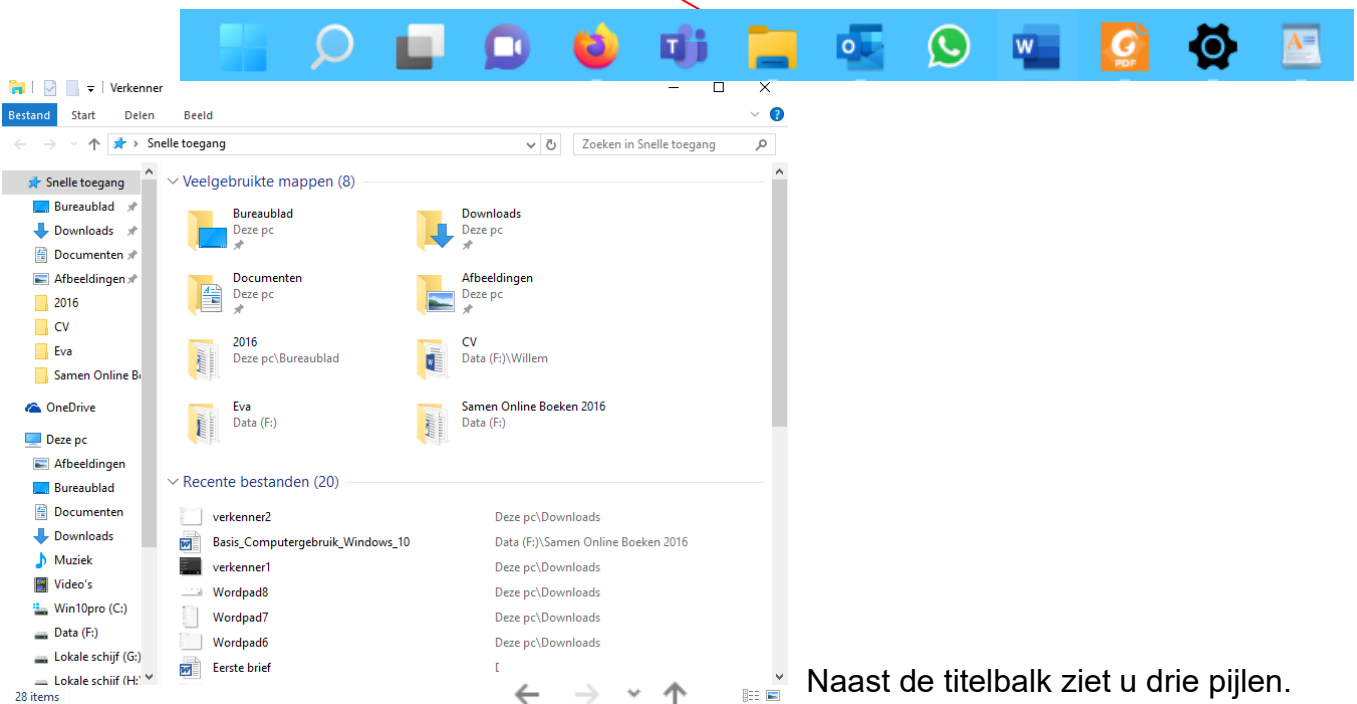 T
O
W
G
PDF
A
Verkenner
Bestand Start Delen Beeld
Snelle toegang
Zoeken in Snelle toegang
Snelle toegang
Bureaublad
Downloads
Documenten
Afbeeldingen
2016
CV
Eva
Samen Online
OneDrive
Deze pc
Afbeeldingen
Bureaublad
Documenten
Downloads
Muziek
Video's
Win10pro (C:)
Data (F:)
Lokale schijf (G:)
Lokale schijf (H:
28 items
Veelgebruikte mappen (8)
Bureaublad
Deze pc
Downloads
Deze pc
Documenten
Deze pc
Afbeeldingen
Deze pc
2016
Deze pc\Bureaublad
CV
Data (F:)\Willem
Eva
Data (F:)
Samen Online Boeken 2016
Data (F:)
Recente bestanden (20)
verkenner2 Deze pc\Downloads
Basis_Computergebruik_Windows_10 Data (F:)\Samen Online Boeken 2016
verkenner1 Deze pc\Downloads
Wordpad8 Deze pc\Downloads
Wordpad7 Deze pc\Downloads
Wordpad6 Deze pc\Downloads
Eerste brief
Naast de titelbalk ziet u drie pijlen.